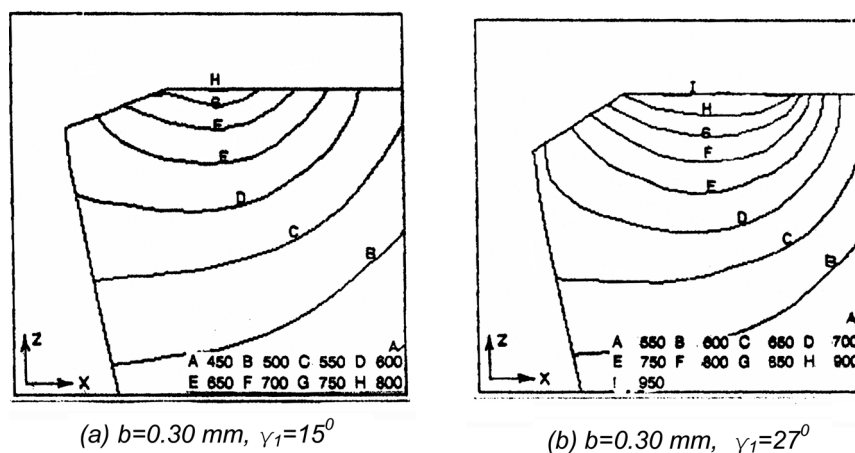 H
G
F
E
D
C
B
A
Z
X
A 450 B 500 C 550 D 600
E 650 F 700 G 750 H 800
(a) b=0.30 mm, γ1=15⁰
I
H
G
F
E
D
C
B
A
Z
X
A 550 B 600 C 650 D 700
E 750 F 800 G 850 H 900
I 950
(b) b=0.30 mm, γ1=27⁰